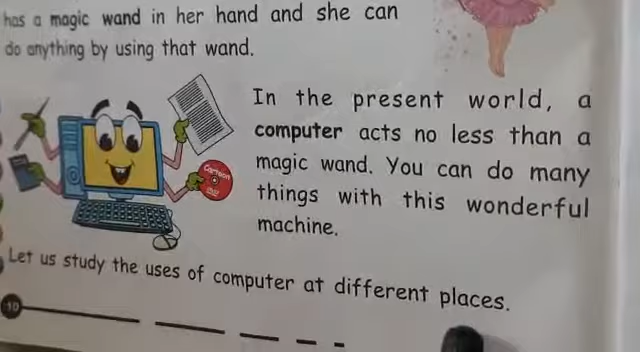 has a magic wand in her hand and she can
do anything by using that wand.
In the present world, a
computer acts no less than a
magic wand. You can do many
things with this wonderful
machine.
Cartoon
Let us study the uses of computer at different places.
10